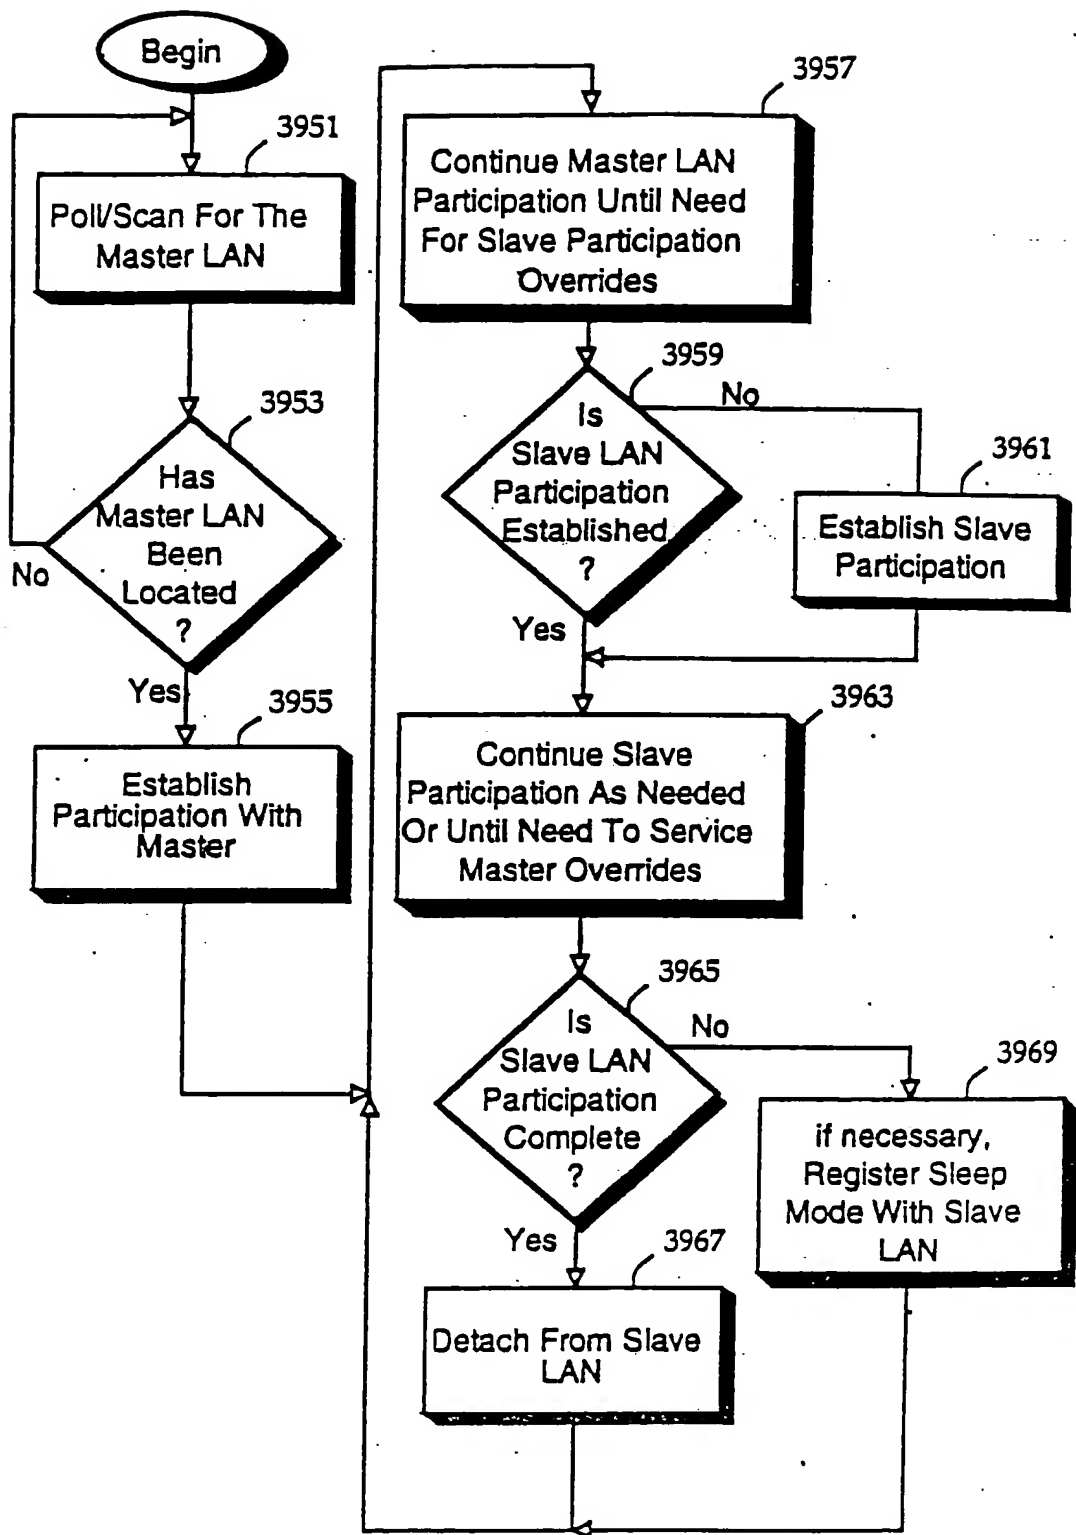 Begin
3951
Poll/Scan For The
Master LAN
3953
Has
Master LAN
Been
Located
?
No
Yes
3955
Establish
Participation With
Master
3957
Continue Master LAN
Participation Until Need
For Slave Participation
Overrides
3959
Is
Slave LAN
Participation
Established
?
No
Yes
3961
Establish Slave
Participation
3963
Continue Slave
Participation As Needed
Or Until Need To Service
Master Overrides
3965
Is
Slave LAN
Participation
Complete
?
No
Yes
3967
Detach From Slave
LAN
3969
if necessary,
Register Sleep
Mode With Slave
LAN